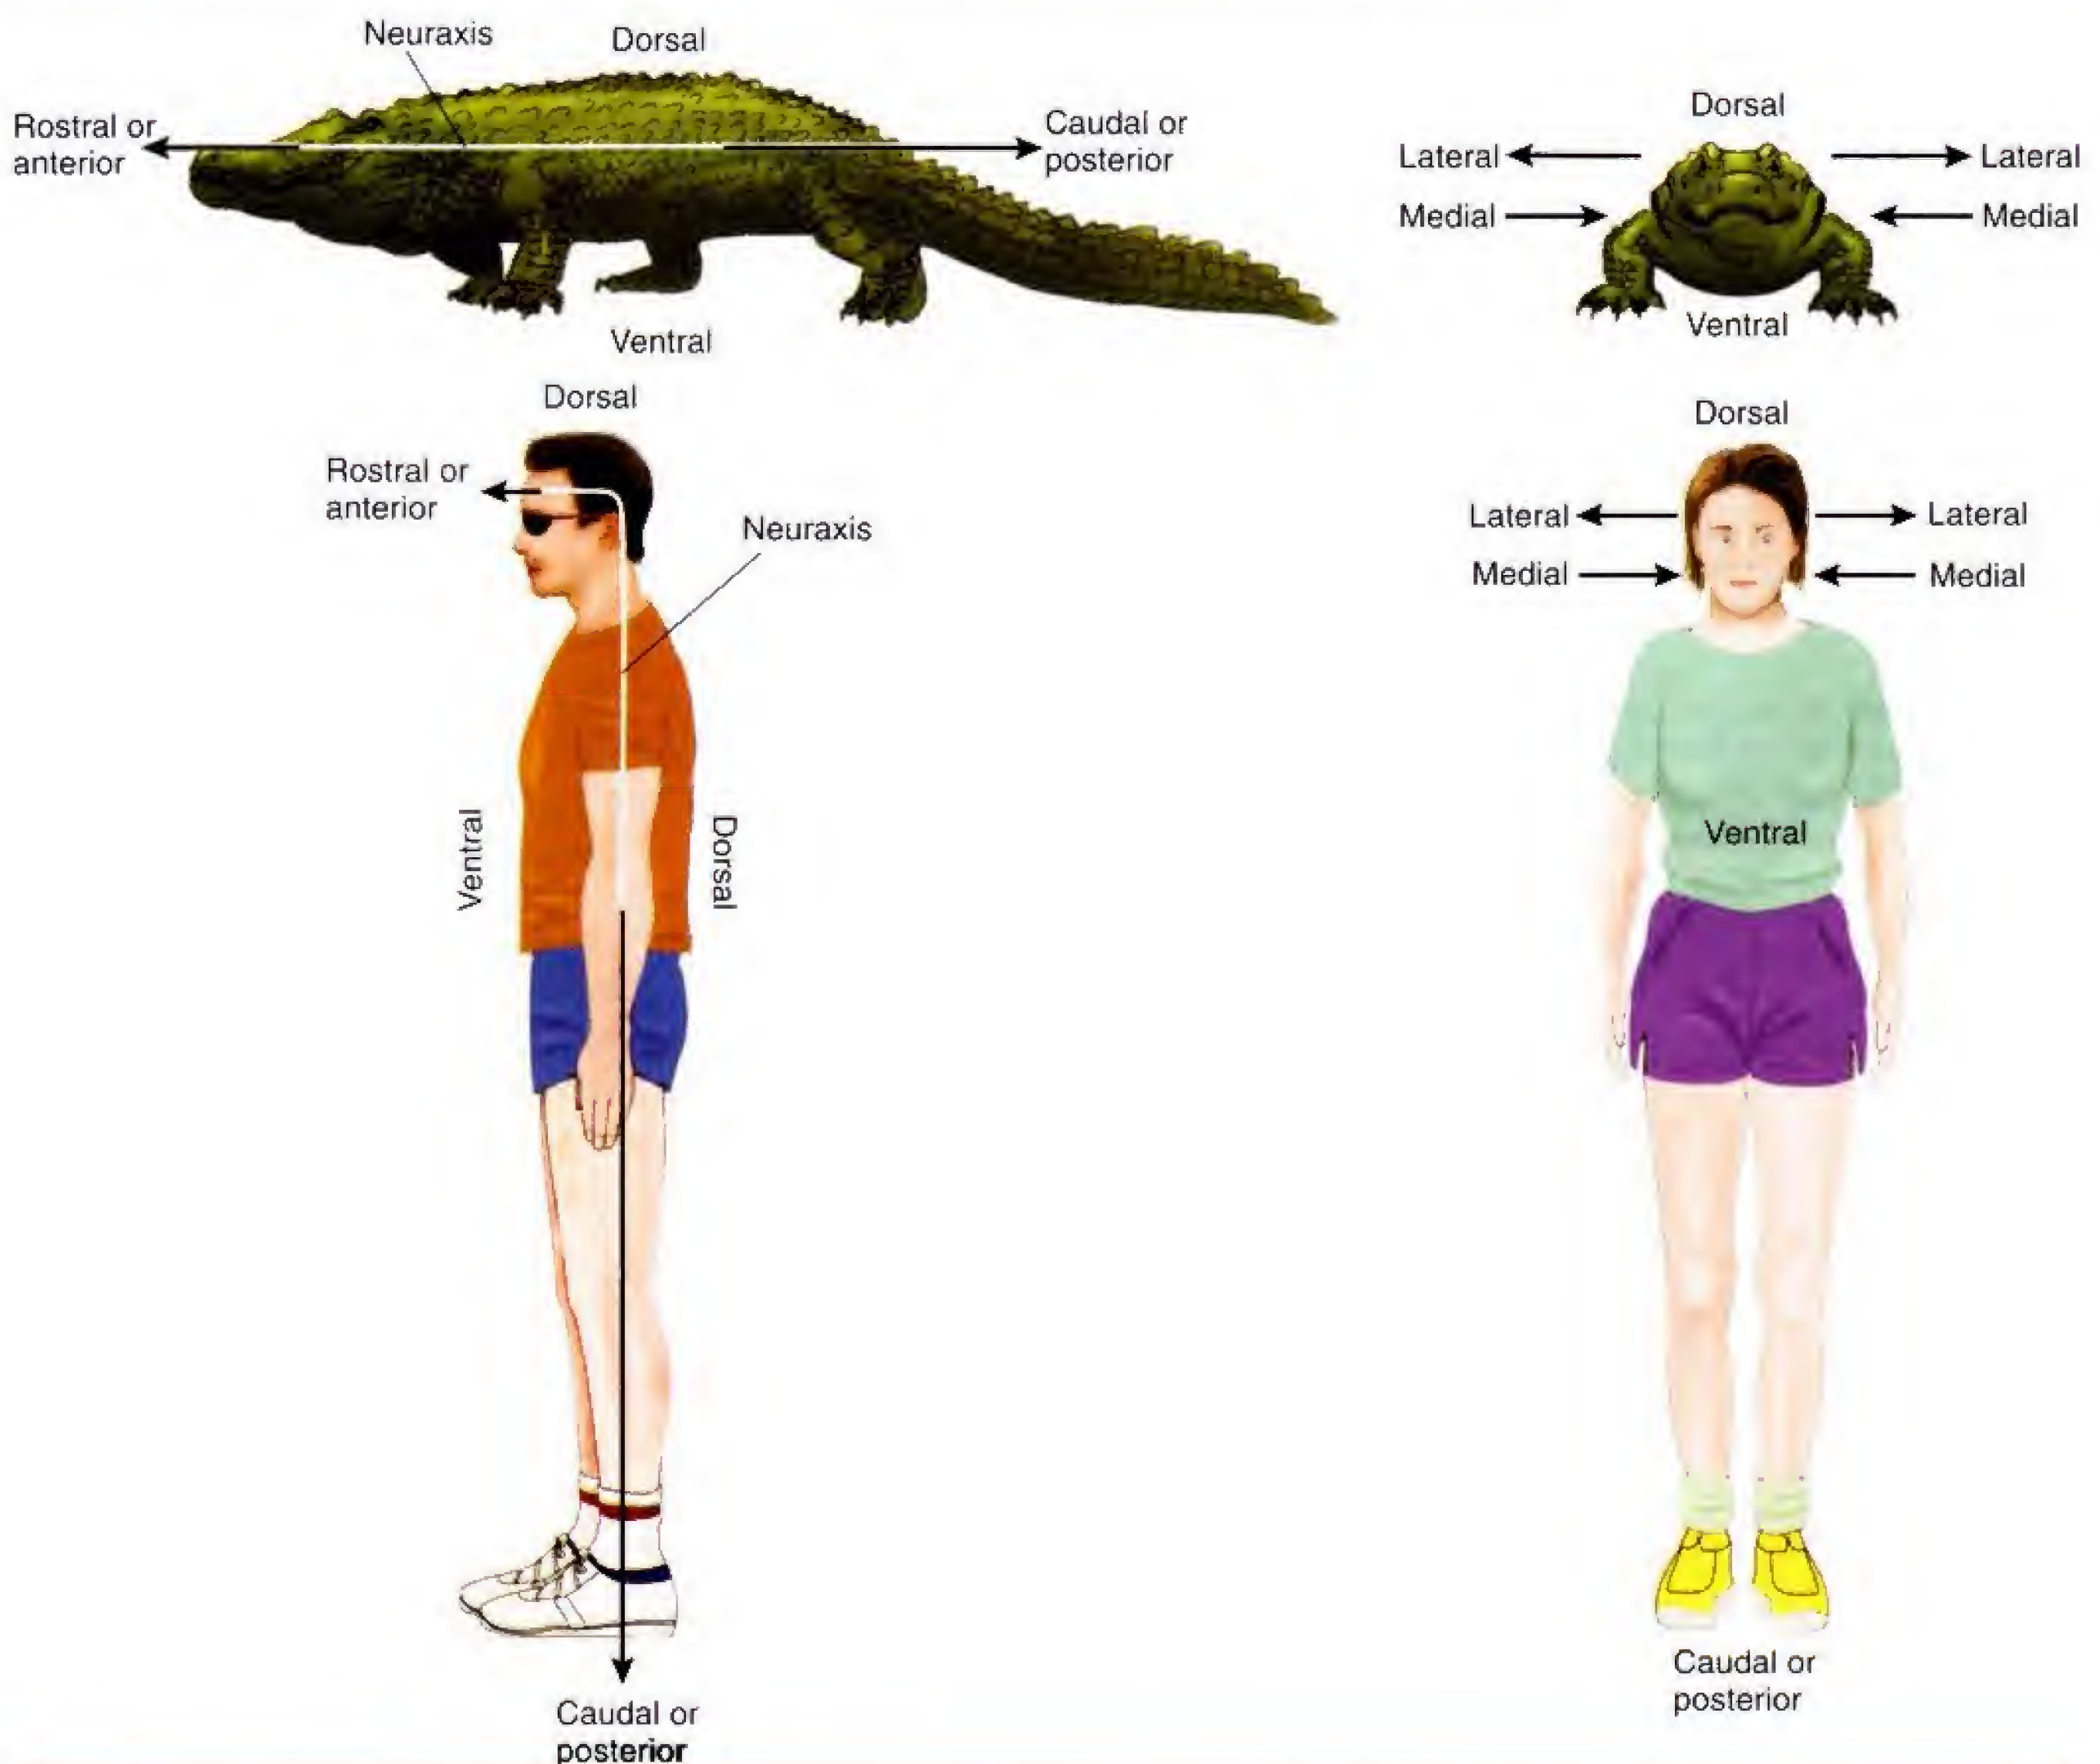 Neuraxis
Dorsal
Rostral or
anterior
Caudal or
posterior
Ventral
Dorsal
Lateral
Lateral
Medial
Medial
Ventral
Dorsal
Rostral or
anterior
Neuraxis
Ventral
Dorsal
Caudal or
posterior
Dorsal
Lateral
Lateral
Medial
Medial
Ventral
Caudal or
posterior